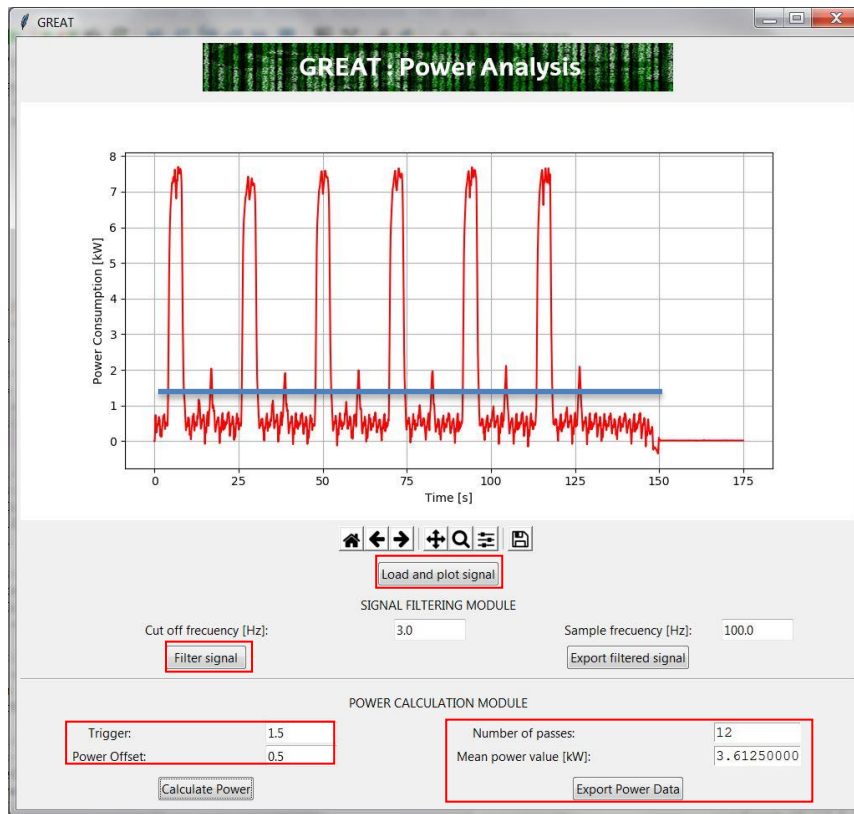 GREAT
GREAT : Power Analysis
8
7
6
5
4
3
2
1
0
Power Consumption [kW]
0 25 50 75 100 125 150 175
Time [s]
Load and plot signal
SIGNAL FILTERING MODULE
Cut off frecuency [Hz]: 3.0 Sample frecuency [Hz]: 100.0
Filter signal Export filtered signal
POWER CALCULATION MODULE
Trigger: 1.5 Number of passes: 12
Power Offset: 0.5 Mean power value [kW]: 3.61250000
Calculate Power Export Power Data